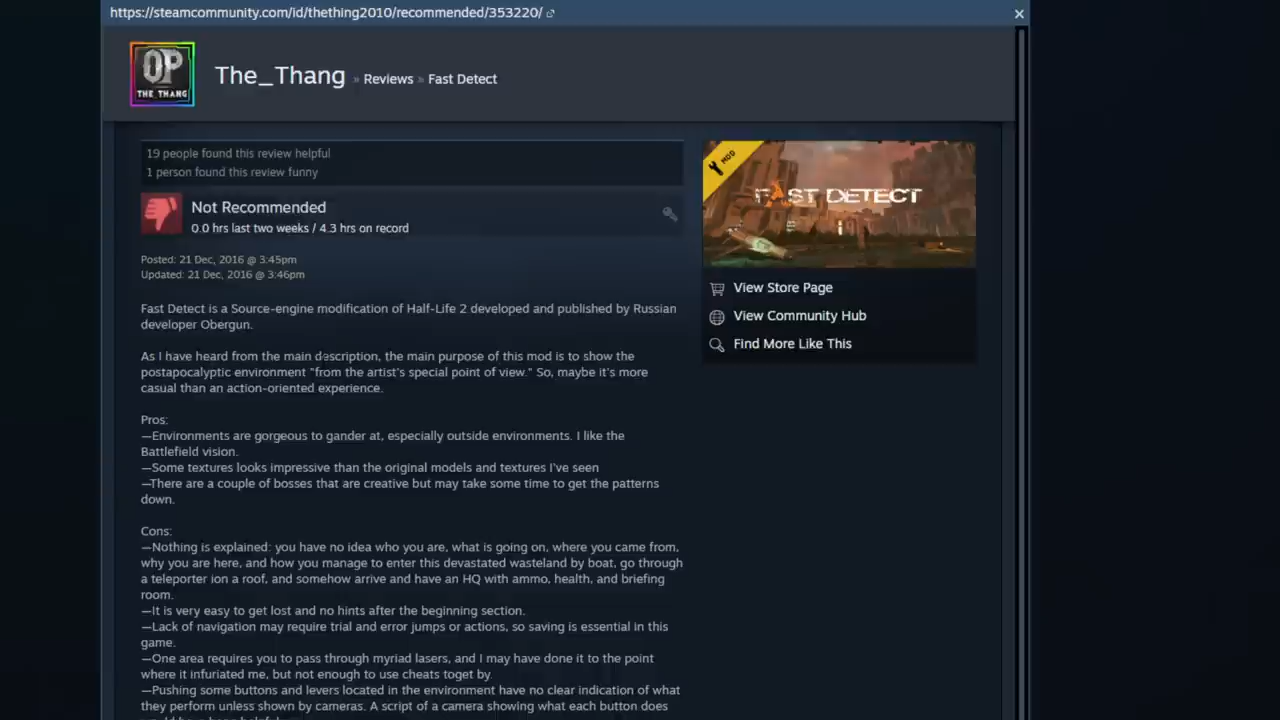 https://steamcommunity.com/id/thething2010/recommended/353220/
OP
THE THANG
The_Thang » Reviews » Fast Detect
19 people found this review helpful
1 person found this review funny
Not Recommended
0.0 hrs last two weeks / 4.3 hrs on record
Posted: 21 Dec, 2016 @ 3:45pm
Updated: 21 Dec, 2016 @ 3:46pm
Fast Detect is a Source-engine modification of Half-Life 2 developed and published by Russian
developer Obergun.
As I have heard from the main description, the main purpose of this mod is to show the
postapocalyptic environment "from the artist's special point of view." So, maybe it's more
casual than an action-oriented experience.
Pros:
—Environments are gorgeous to gander at, especially outside environments. I like the
Battlefield vision.
—Some textures looks impressive than the original models and textures I've seen
—There are a couple of bosses that are creative but may take some time to get the patterns
down.
Cons:
—Nothing is explained: you have no idea who you are, what is going on, where you came from,
why you are here, and how you manage to enter this devastated wasteland by boat, go through
a teleporter ion a roof, and somehow arrive and have an HQ with ammo, health, and briefing
room.
—It is very easy to get lost and no hints after the beginning section.
—Lack of navigation may require trial and error jumps or actions, so saving is essential in this
game.
—One area requires you to pass through myriad lasers, and I may have done it to the point
where it infuriated me, but not enough to use cheats toget by.
—Pushing some buttons and levers located in the environment have no clear indication of what
they perform unless shown by cameras. A script of a camera showing what each button does
MOD
FAST DETECT
View Store Page
View Community Hub
Find More Like This